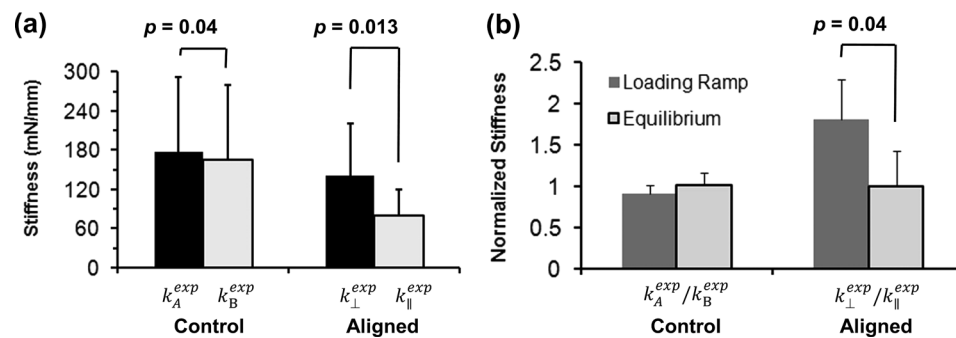 (a)
p = 0.04
p = 0.013
Stiffness (mN/mm)
300
240
180
120
60
0
k_A^exp
k_B^exp
k_⊥^exp
k_∥^exp
Control
Aligned
(b)
p = 0.04
Normalized Stiffness
2.5
2
1.5
1
0.5
0
Loading Ramp
Equilibrium
k_A^exp/k_B^exp
k_⊥^exp/k_∥^exp
Control
Aligned